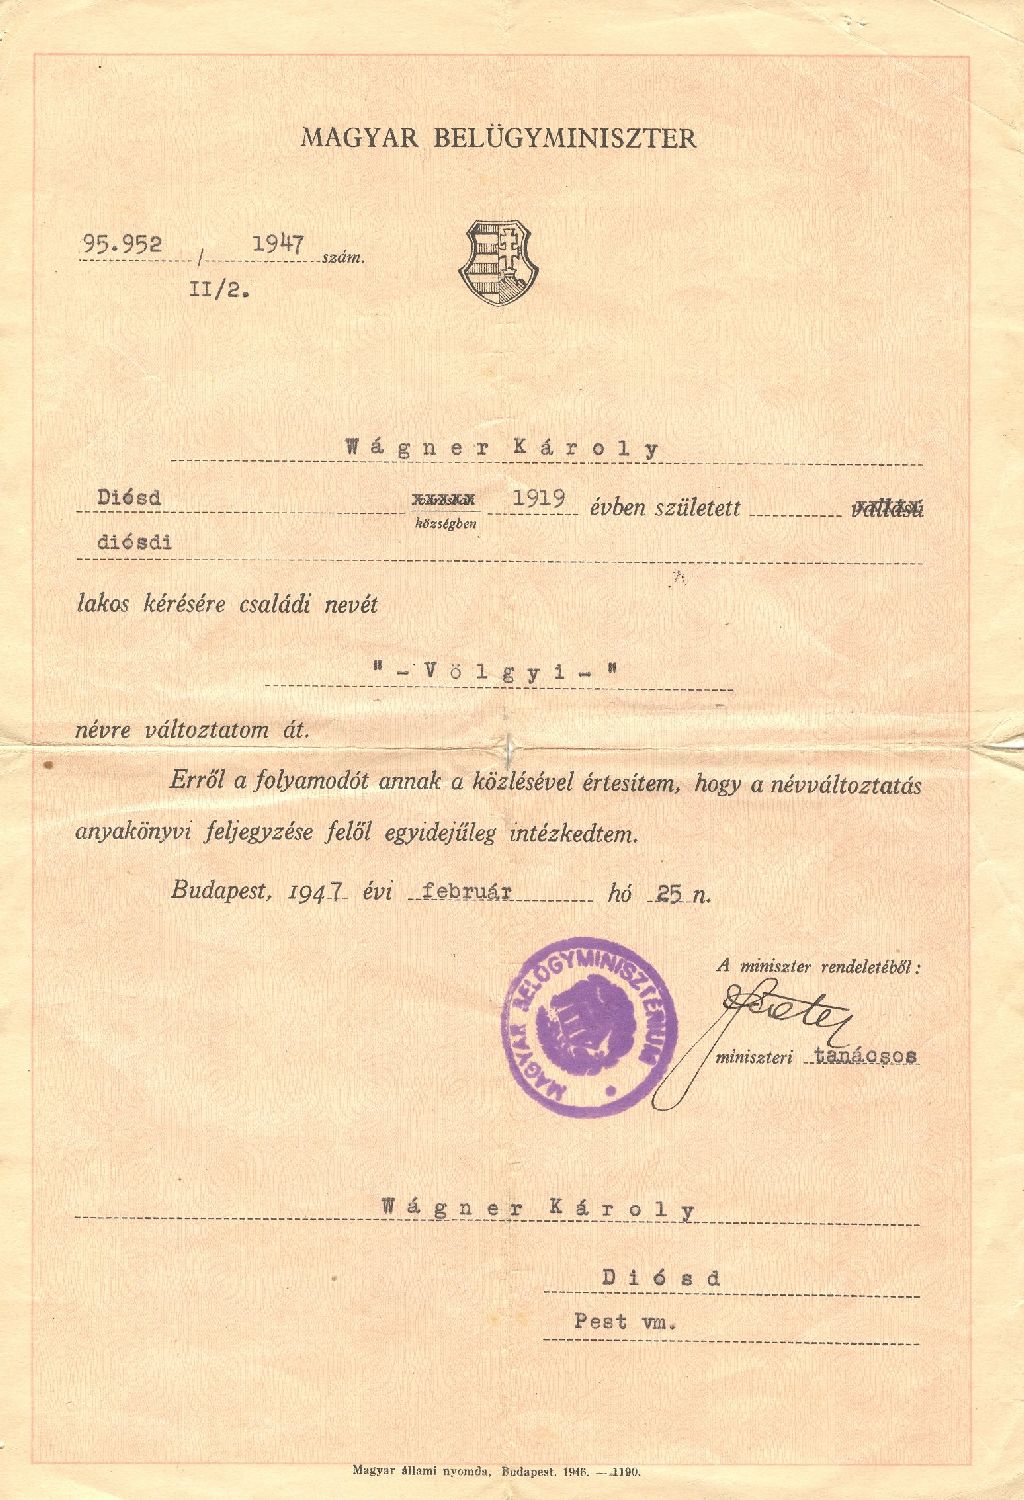 MAGYAR BELÜGYMINISZTER
95.952 / 1947 szám.
II/2.
Wágner Károly
Diósd xxxxx 1919 évben született
községben
diósdi
lakos kérésére családi nevét
"-Völgyi-"
névre változtatom át.
Erről a folyamodót annak a közlésével értesítem, hogy a névváltoztatás
anyakönyvi feljegyzése felől egyidejűleg intézkedtem.
Budapest, 1947 évi február hó 25 n.
A miniszter rendeletéből:
MAGYAR BELÜGYMINISZTÉRIUM
miniszteri tanácsos
Wágner Károly
Diósd
Pest vm.
Magyar állami nyomda, Budapest. 1946. — 1190.